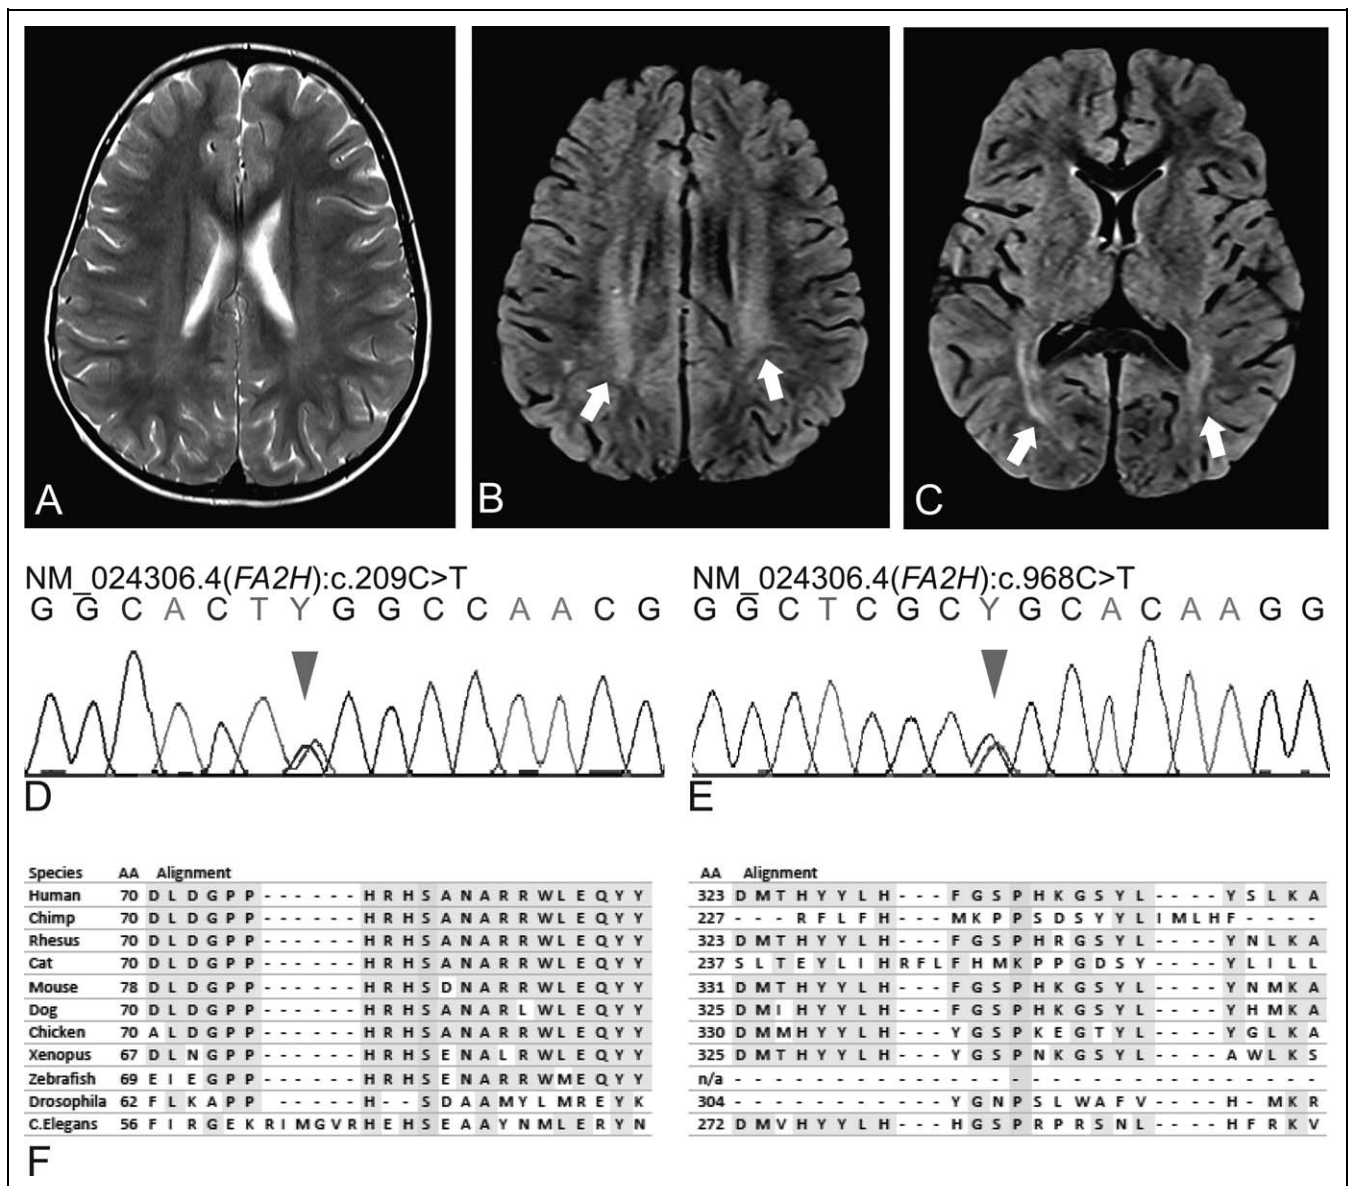 A
B
C
NM_024306.4(FA2H):c.209C>T
G G C A C T Y G G C C A A C G
D
NM_024306.4(FA2H):c.968C>T
G G C T C G C Y G C A C A A G G
E
Species AA Alignment
Human 70 D L D G P P - - - - - - H R H S A N A R R W L E Q Y Y
Chimp 70 D L D G P P - - - - - - H R H S A N A R R W L E Q Y Y
Rhesus 70 D L D G P P - - - - - - H R H S A N A R R W L E Q Y Y
Cat 70 D L D G P P - - - - - - H R H S A N A R R W L E Q Y Y
Mouse 78 D L D G P P - - - - - - H R H S D N A R R W L E Q Y Y
Dog 70 D L D G P P - - - - - - H R H S A N A R L W L E Q Y Y
Chicken 70 A L D G P P - - - - - - H R H S A N A R R W L E Q Y Y
Xenopus 67 D L N G P P - - - - - - H R H S E N A L R W L E Q Y Y
Zebrafish 69 E I E G P P - - - - - - H R H S E N A R R W M E Q Y Y
Drosophila 62 F L K A P P - - - - - - H - - S D A A M Y L M R E Y K
C.Elegans 56 F I R G E K R I M G V R H E H S E A A Y N M L E R Y N
AA Alignment
323 D M T H Y Y L H - - - F G S P H K G S Y L - - - - Y S L K A
227 - - - R F L F H - - - M K P P S D S Y Y L I M L H F - - - -
323 D M T H Y Y L H - - - F G S P H R G S Y L - - - - Y N L K A
237 S L T E Y L I H R F L F H M K P P G D S Y - - - - Y L I L L
331 D M T H Y Y L H - - - F G S P H K G S Y L - - - - Y N M K A
325 D M I H Y Y L H - - - F G S P H K G S Y L - - - - Y H M K A
330 D M M H Y Y L H - - - Y G S P K E G T Y L - - - - Y G L K A
325 D M T H Y Y L H - - - Y G S P N K G S Y L - - - - A W L K S
n/a - - - - - - - - - - - - - - - - - - - - - - - - - - - - - -
304 - - - - - - - - - - - Y G N P S L W A F V - - - - H - M K R
272 D M V H Y Y L H - - - H G S P R P R S N L - - - - H F R K V
F